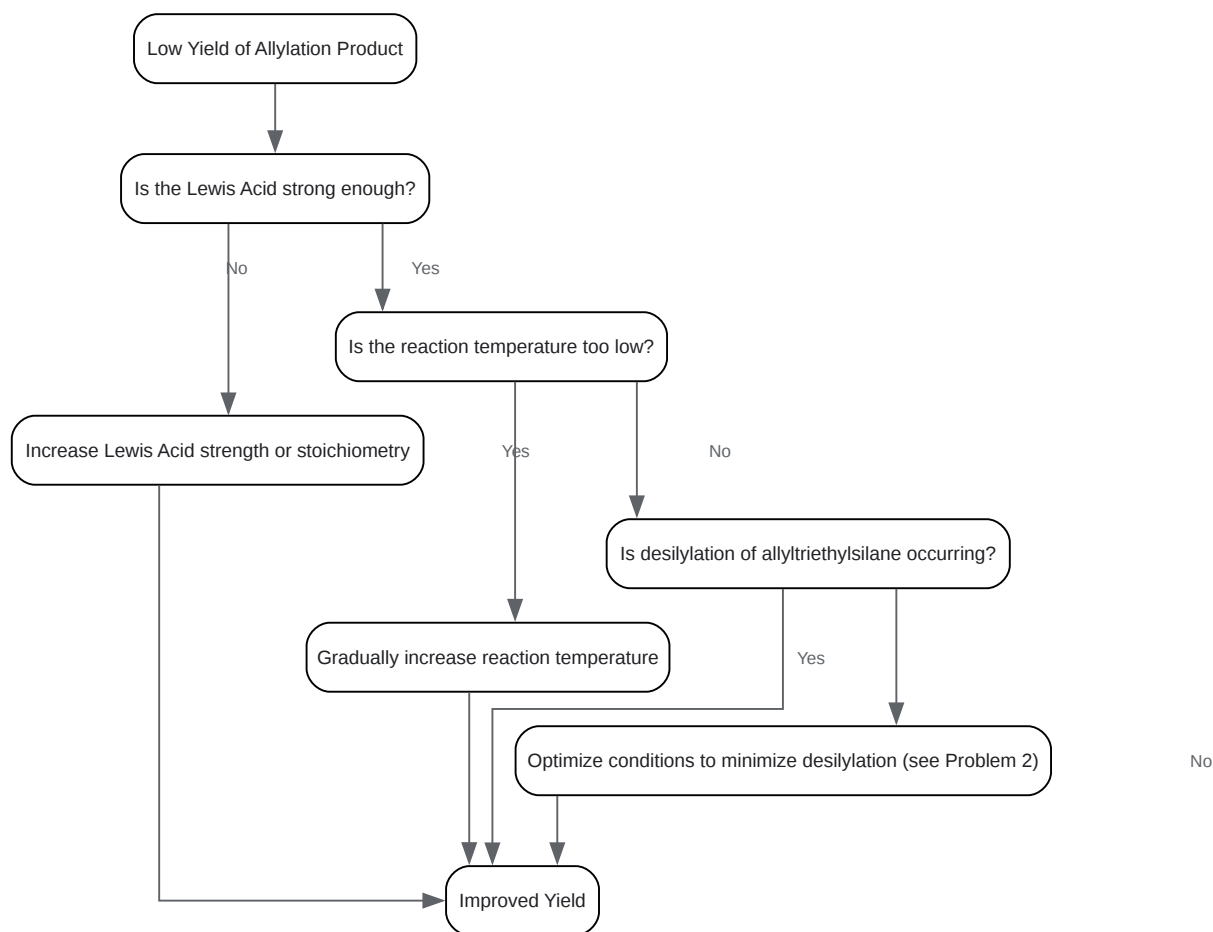 Low Yield of Allylation Product
Is the Lewis Acid strong enough?
No
Yes
Is the reaction temperature too low?
Increase Lewis Acid strength or stoichiometry
Yes
No
Is desilylation of allyltriethylsilane occurring?
Gradually increase reaction temperature
Yes
Optimize conditions to minimize desilylation (see Problem 2)
No
Improved Yield